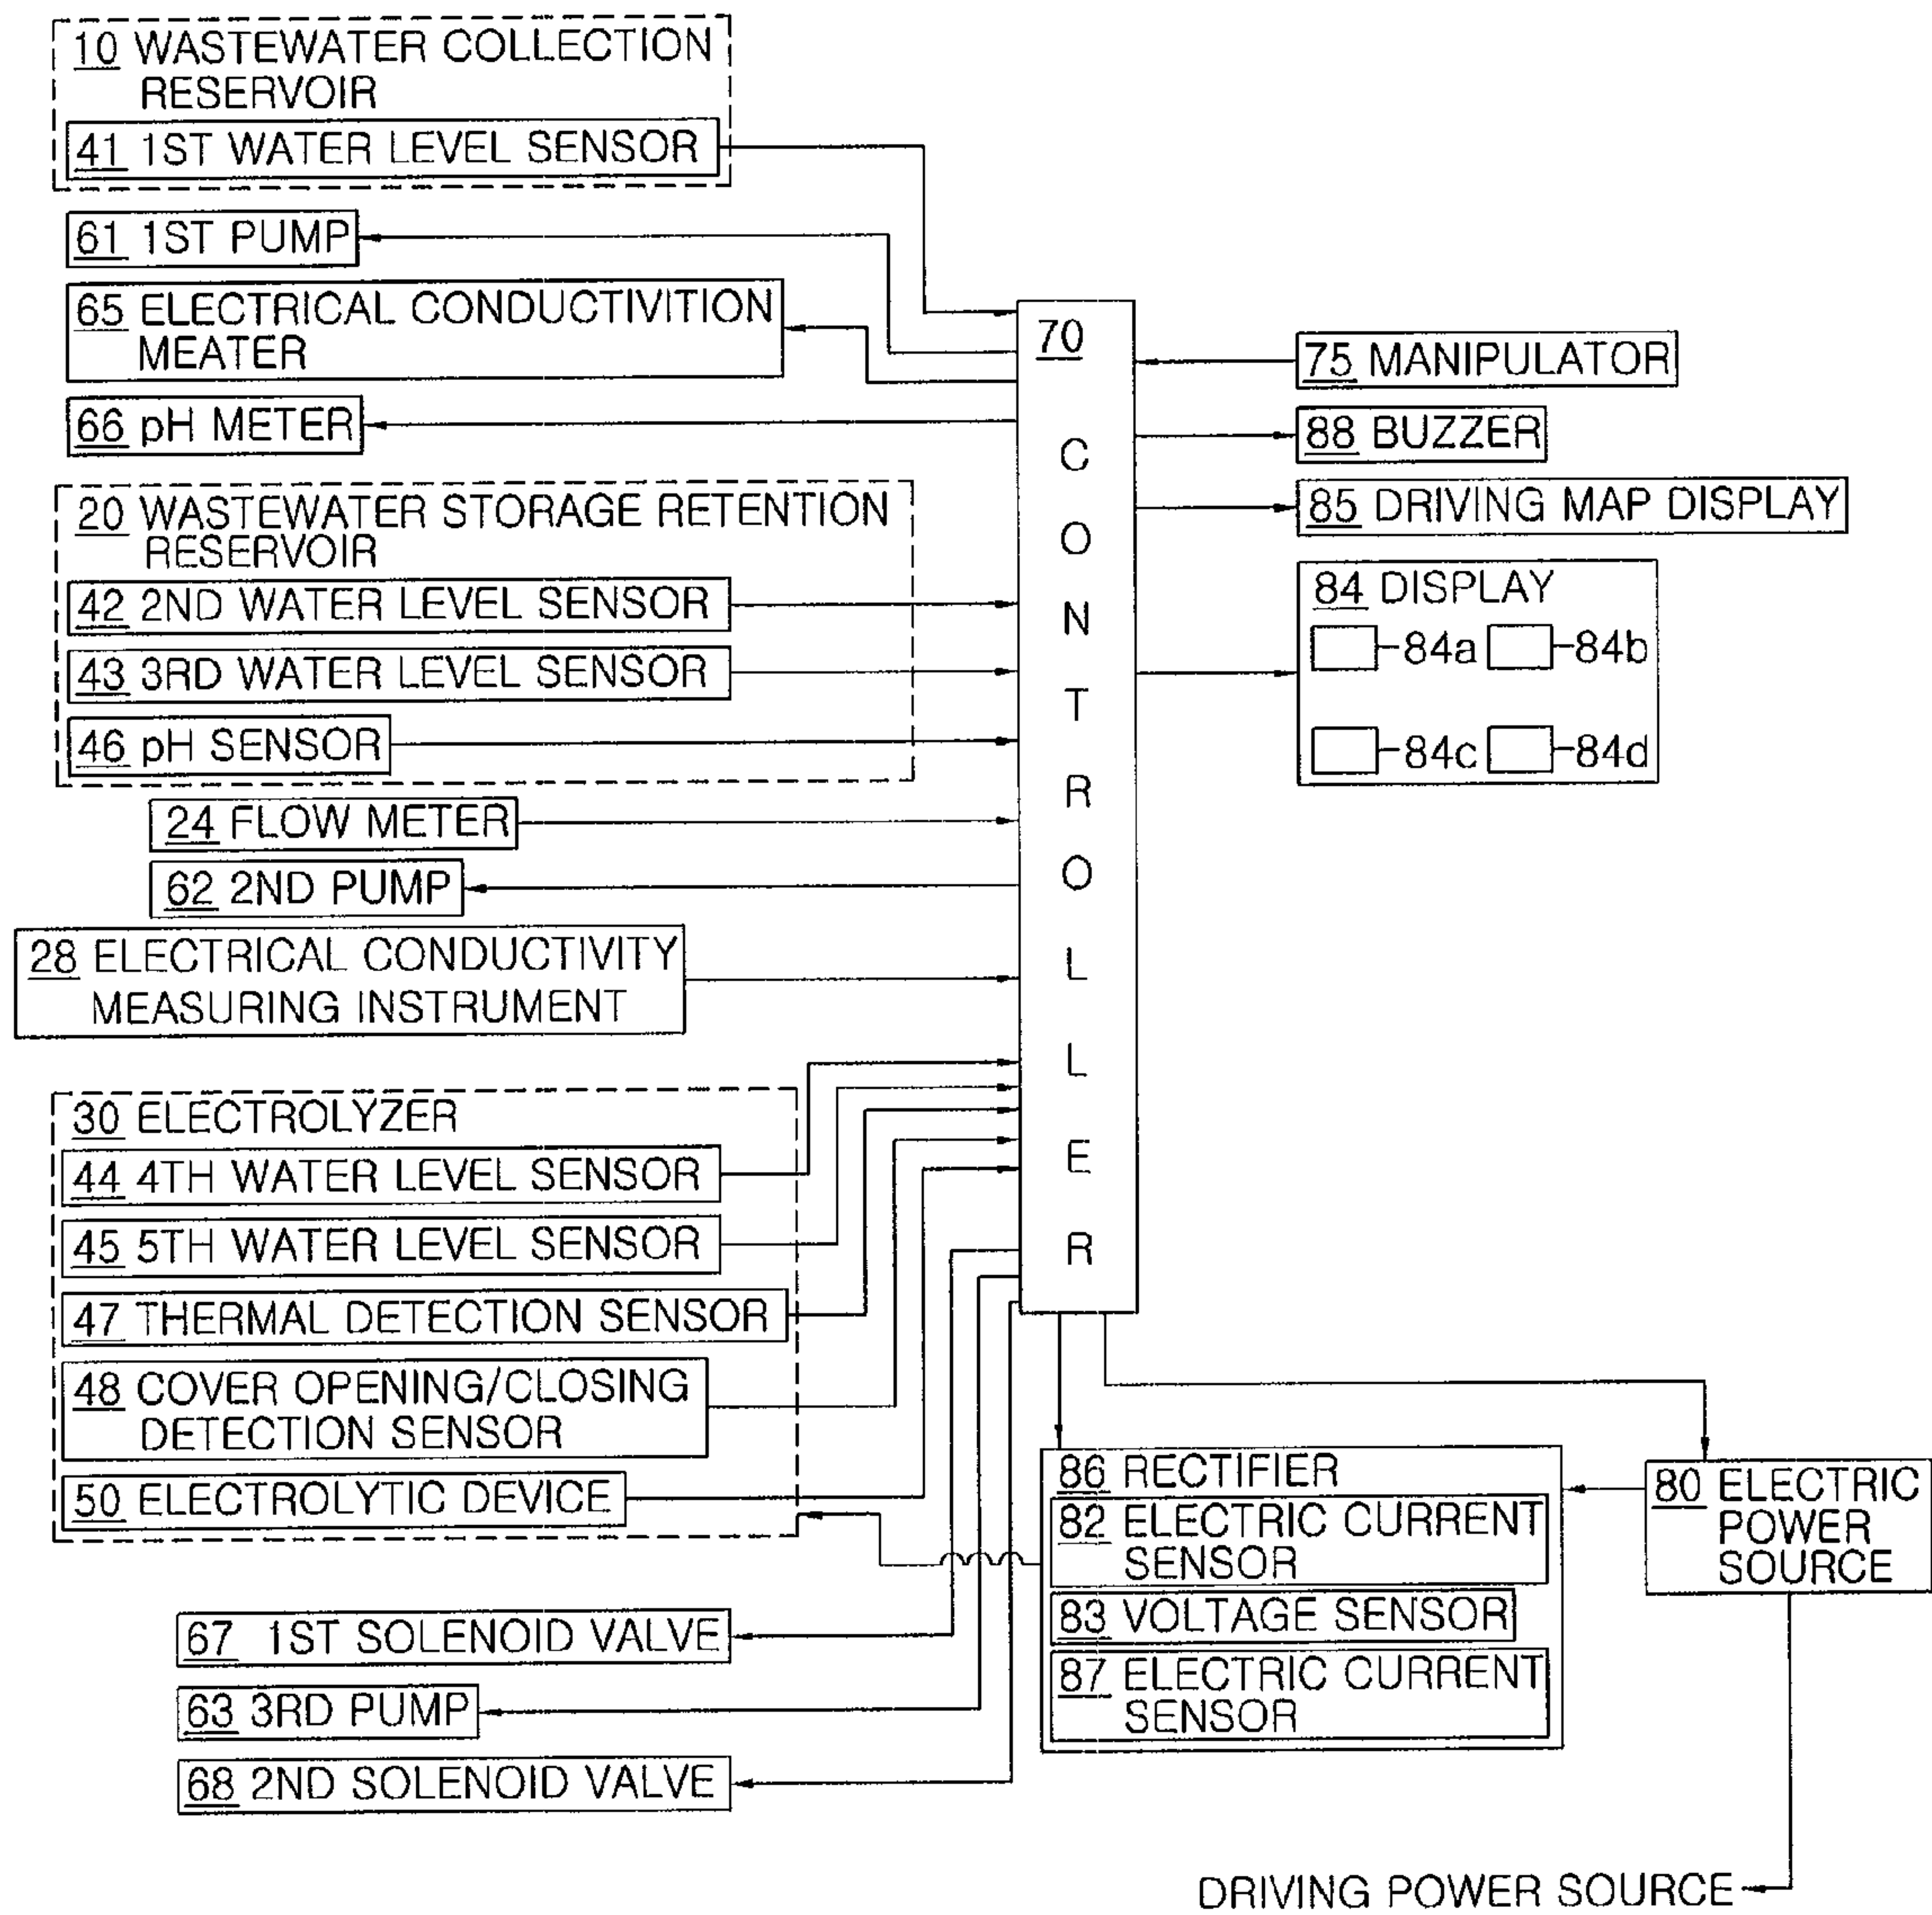 10 WASTEWATER COLLECTION
RESERVOIR
41 1ST WATER LEVEL SENSOR
61 1ST PUMP
65 ELECTRICAL CONDUCTIVITION
MEATER
66 pH METER
20 WASTEWATER STORAGE RETENTION
RESERVOIR
42 2ND WATER LEVEL SENSOR
43 3RD WATER LEVEL SENSOR
46 pH SENSOR
24 FLOW METER
62 2ND PUMP
28 ELECTRICAL CONDUCTIVITY
MEASURING INSTRUMENT
30 ELECTROLYZER
44 4TH WATER LEVEL SENSOR
45 5TH WATER LEVEL SENSOR
47 THERMAL DETECTION SENSOR
48 COVER OPENING/CLOSING
DETECTION SENSOR
50 ELECTROLYTIC DEVICE
67 1ST SOLENOID VALVE
63 3RD PUMP
68 2ND SOLENOID VALVE
70
CONTROLLER
75 MANIPULATOR
88 BUZZER
85 DRIVING MAP DISPLAY
84 DISPLAY
84a 84b
84c 84d
86 RECTIFIER
82 ELECTRIC CURRENT
SENSOR
83 VOLTAGE SENSOR
87 ELECTRIC CURRENT
SENSOR
80 ELECTRIC
POWER
SOURCE
DRIVING POWER SOURCE